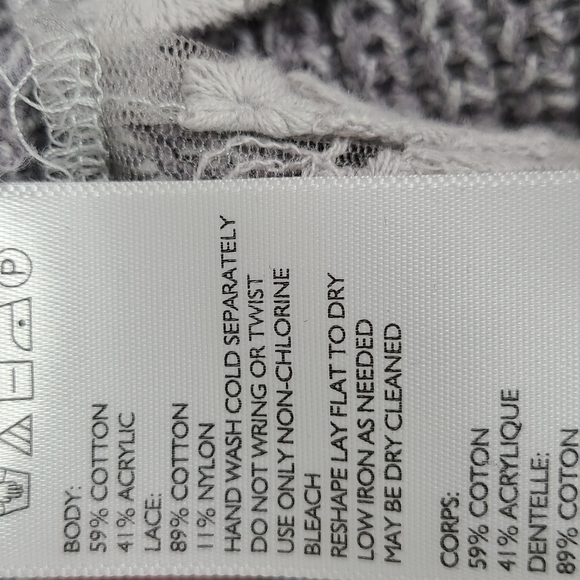 P
BODY:
59% COTTON
41% ACRYLIC
LACE:
89% COTTON
11% NYLON
HAND WASH COLD SEPARATELY
DO NOT WRING OR TWIST
USE ONLY NON-CHLORINE
BLEACH
RESHAPE LAY FLAT TO DRY
LOW IRON AS NEEDED
MAY BE DRY CLEANED
CORPS:
59% COTON
41% ACRYLIQUE
DENTELLE:
89% COTON